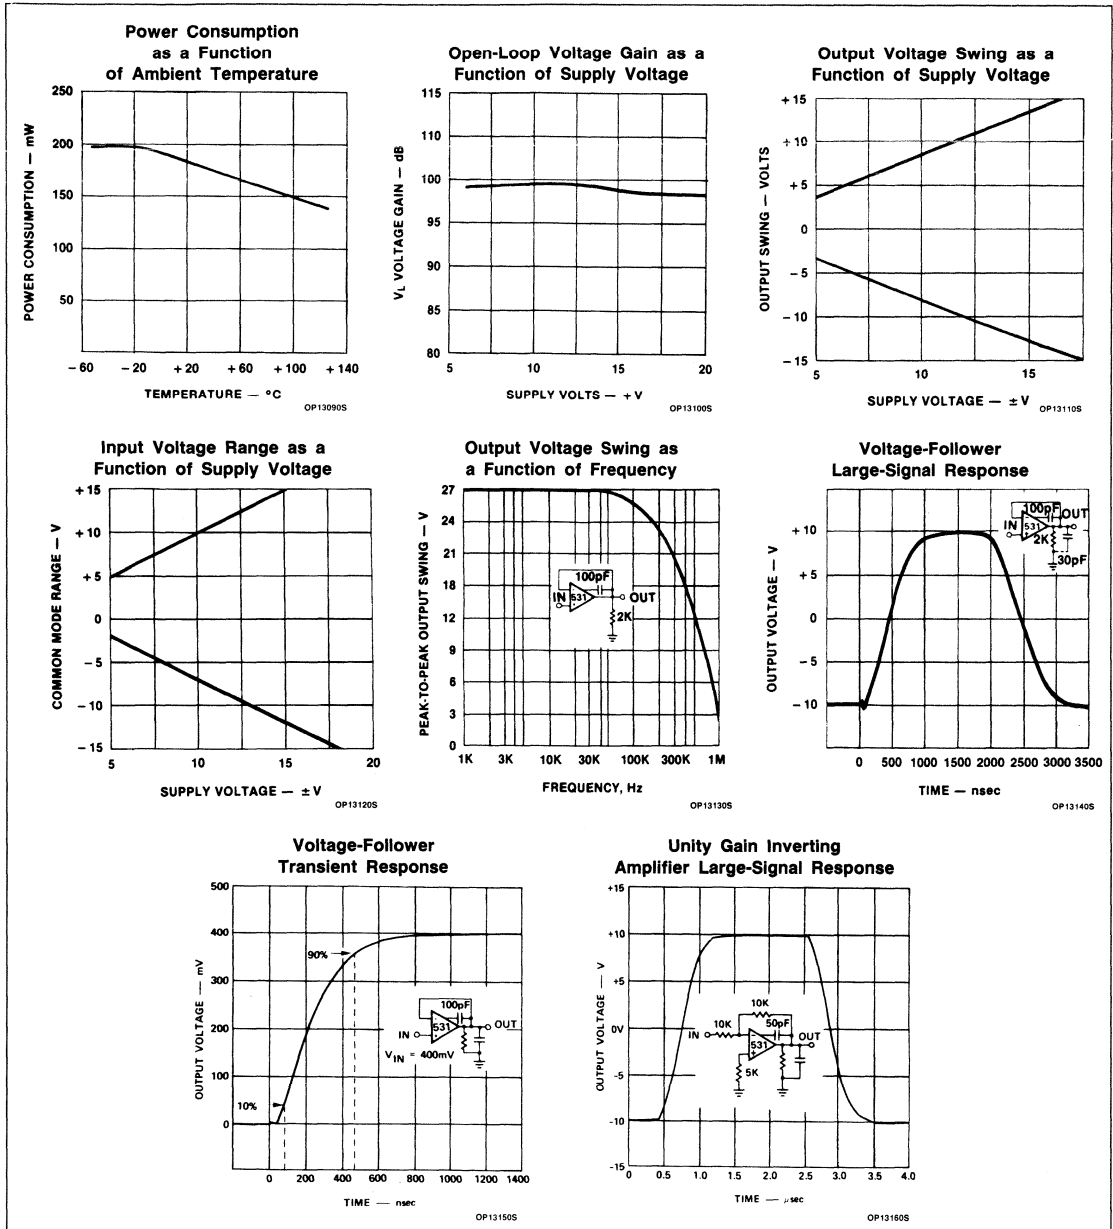 Power Consumption
as a Function
of Ambient Temperature
250
200
150
100
50
POWER CONSUMPTION — mW
-60 -20 +20 +60 +100 +140
TEMPERATURE — °C
OP13090S
Open-Loop Voltage Gain as a
Function of Supply Voltage
115
110
105
100
95
90
85
80
VL VOLTAGE GAIN — dB
5 10 15 20
SUPPLY VOLTS — +V
OP13100S
Output Voltage Swing as a
Function of Supply Voltage
+15
+10
+5
0
-5
-10
-15
OUTPUT SWING — VOLTS
5 10 15
SUPPLY VOLTAGE — ±V
OP13110S
Input Voltage Range as a
Function of Supply Voltage
+15
+10
+5
0
-5
-10
-15
COMMON MODE RANGE — V
5 10 15 20
SUPPLY VOLTAGE — ±V
OP13120S
Output Voltage Swing as
a Function of Frequency
27
24
21
18
15
12
9
6
3
0
PEAK-TO-PEAK OUTPUT SWING — V
100pF
IN 531 OUT
2K
1K 3K 10K 30K 100K 300K 1M
FREQUENCY, Hz
OP13130S
Voltage-Follower
Large-Signal Response
+10
+5
0
-5
-10
OUTPUT VOLTAGE — V
100pF OUT
IN 531
2K
30pF
0 500 1000 1500 2000 2500 3000 3500
TIME — nsec
OP13140S
Voltage-Follower
Transient Response
500
400
300
200
100
0
OUTPUT VOLTAGE — mV
90%
10%
100pF
IN 531 OUT
VIN = 400mV
0 200 400 600 800 1000 1200 1400
TIME — nsec
OP13150S
Unity Gain Inverting
Amplifier Large-Signal Response
+15
+10
+5
0V
-5
-10
-15
OUTPUT VOLTAGE — V
10K
IN 10K 50pF OUT
531
5K
0 0.5 1.0 1.5 2.0 2.5 3.0 3.5 4.0
TIME — μsec
OP13160S